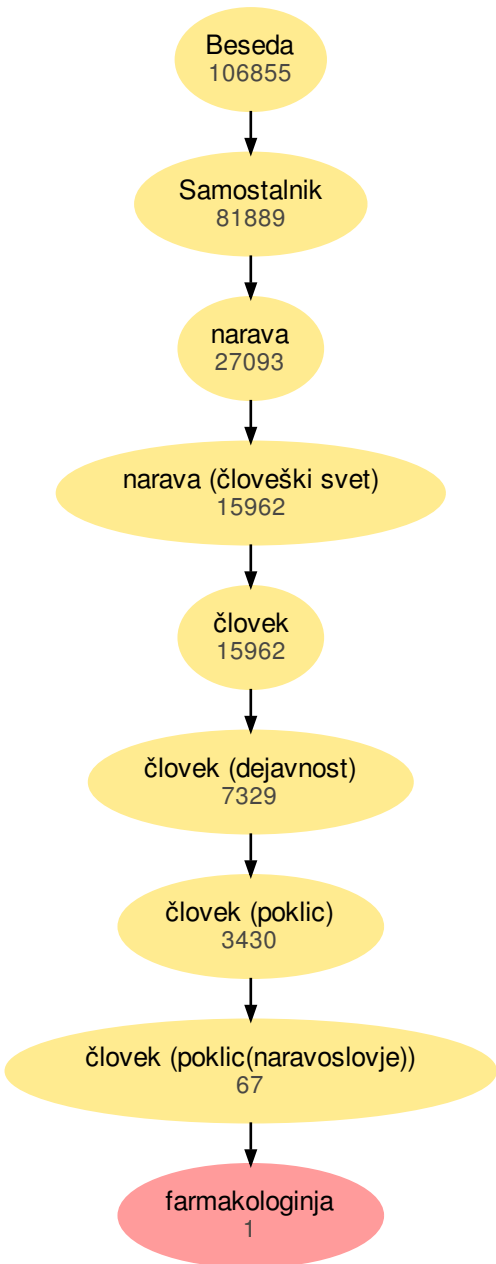 Beseda
106855
Samostalnik
81889
narava
27093
narava (človeški svet)
15962
človek
15962
človek (dejavnost)
7329
človek (poklic)
3430
človek (poklic(naravoslovje))
67
farmakologinja
1